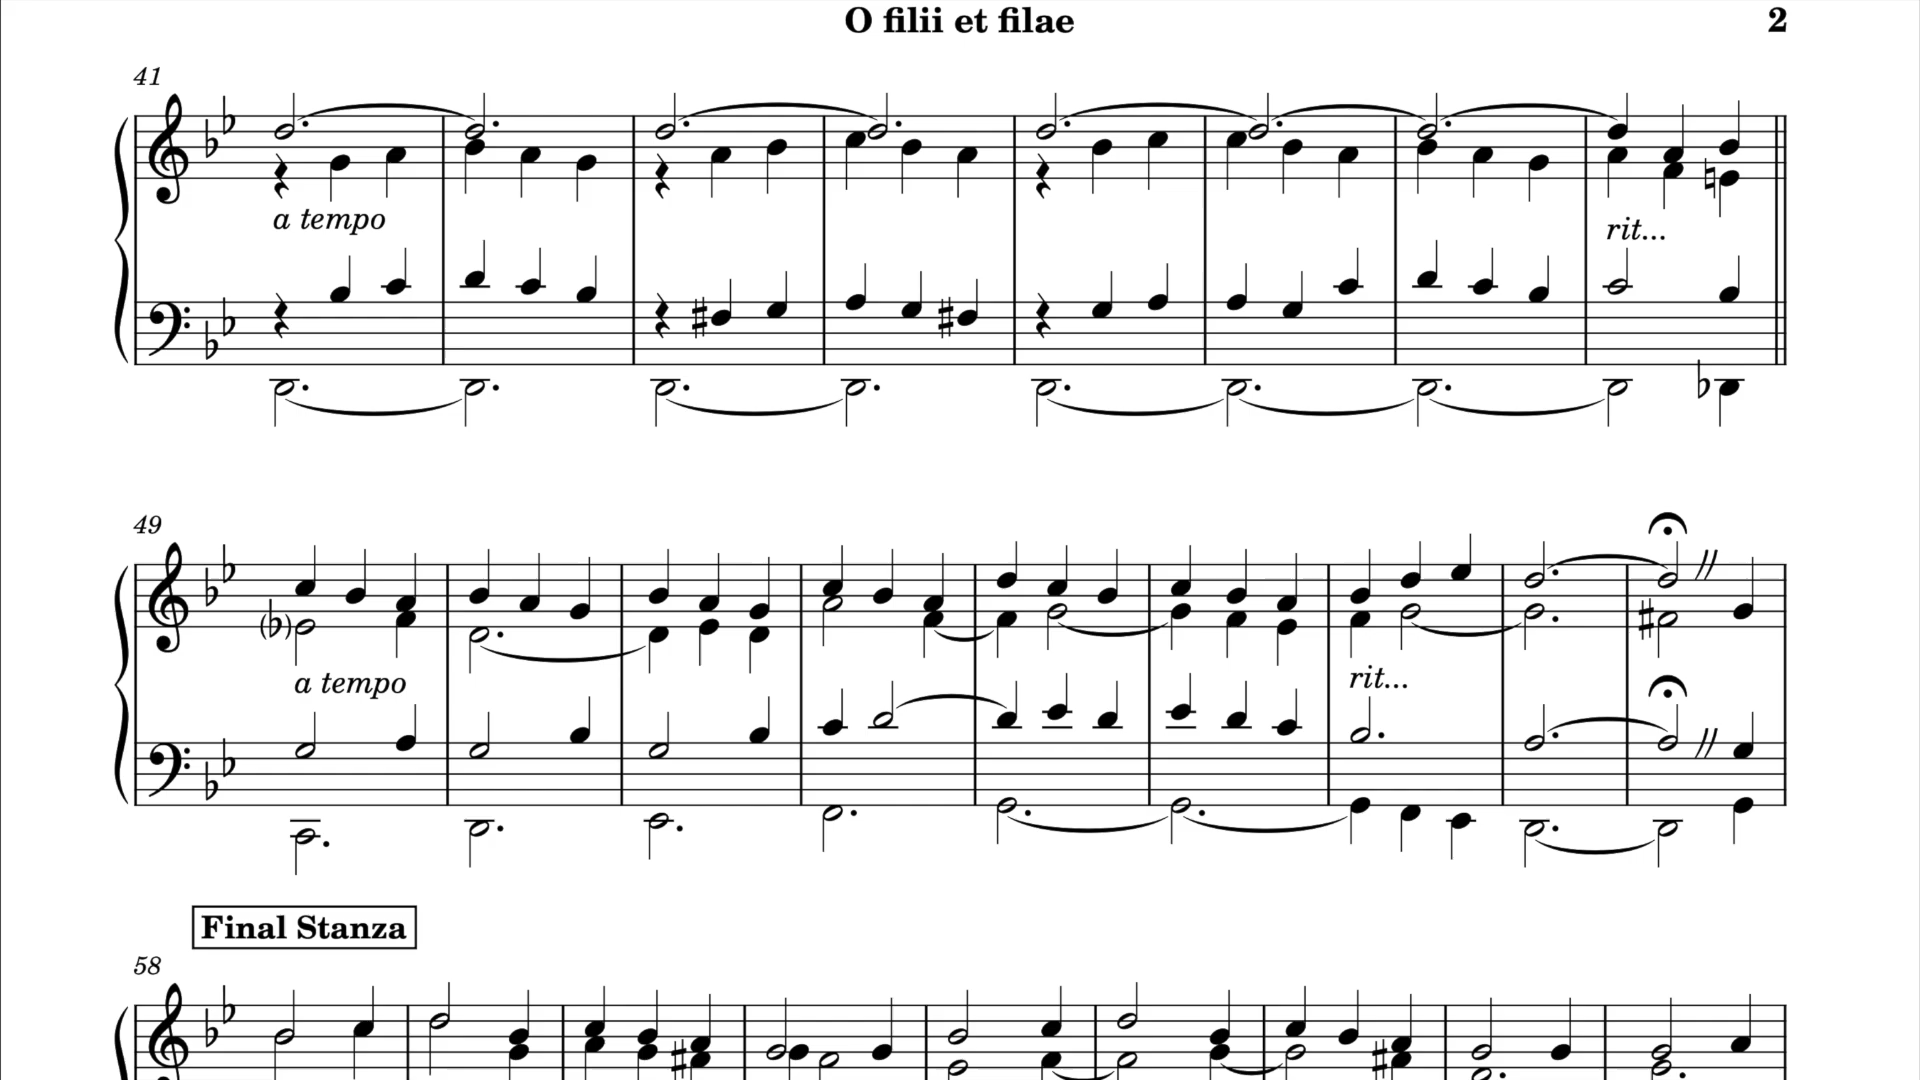 O filii et filae 2
41
a tempo rit...
49
a tempo rit...
Final Stanza
58